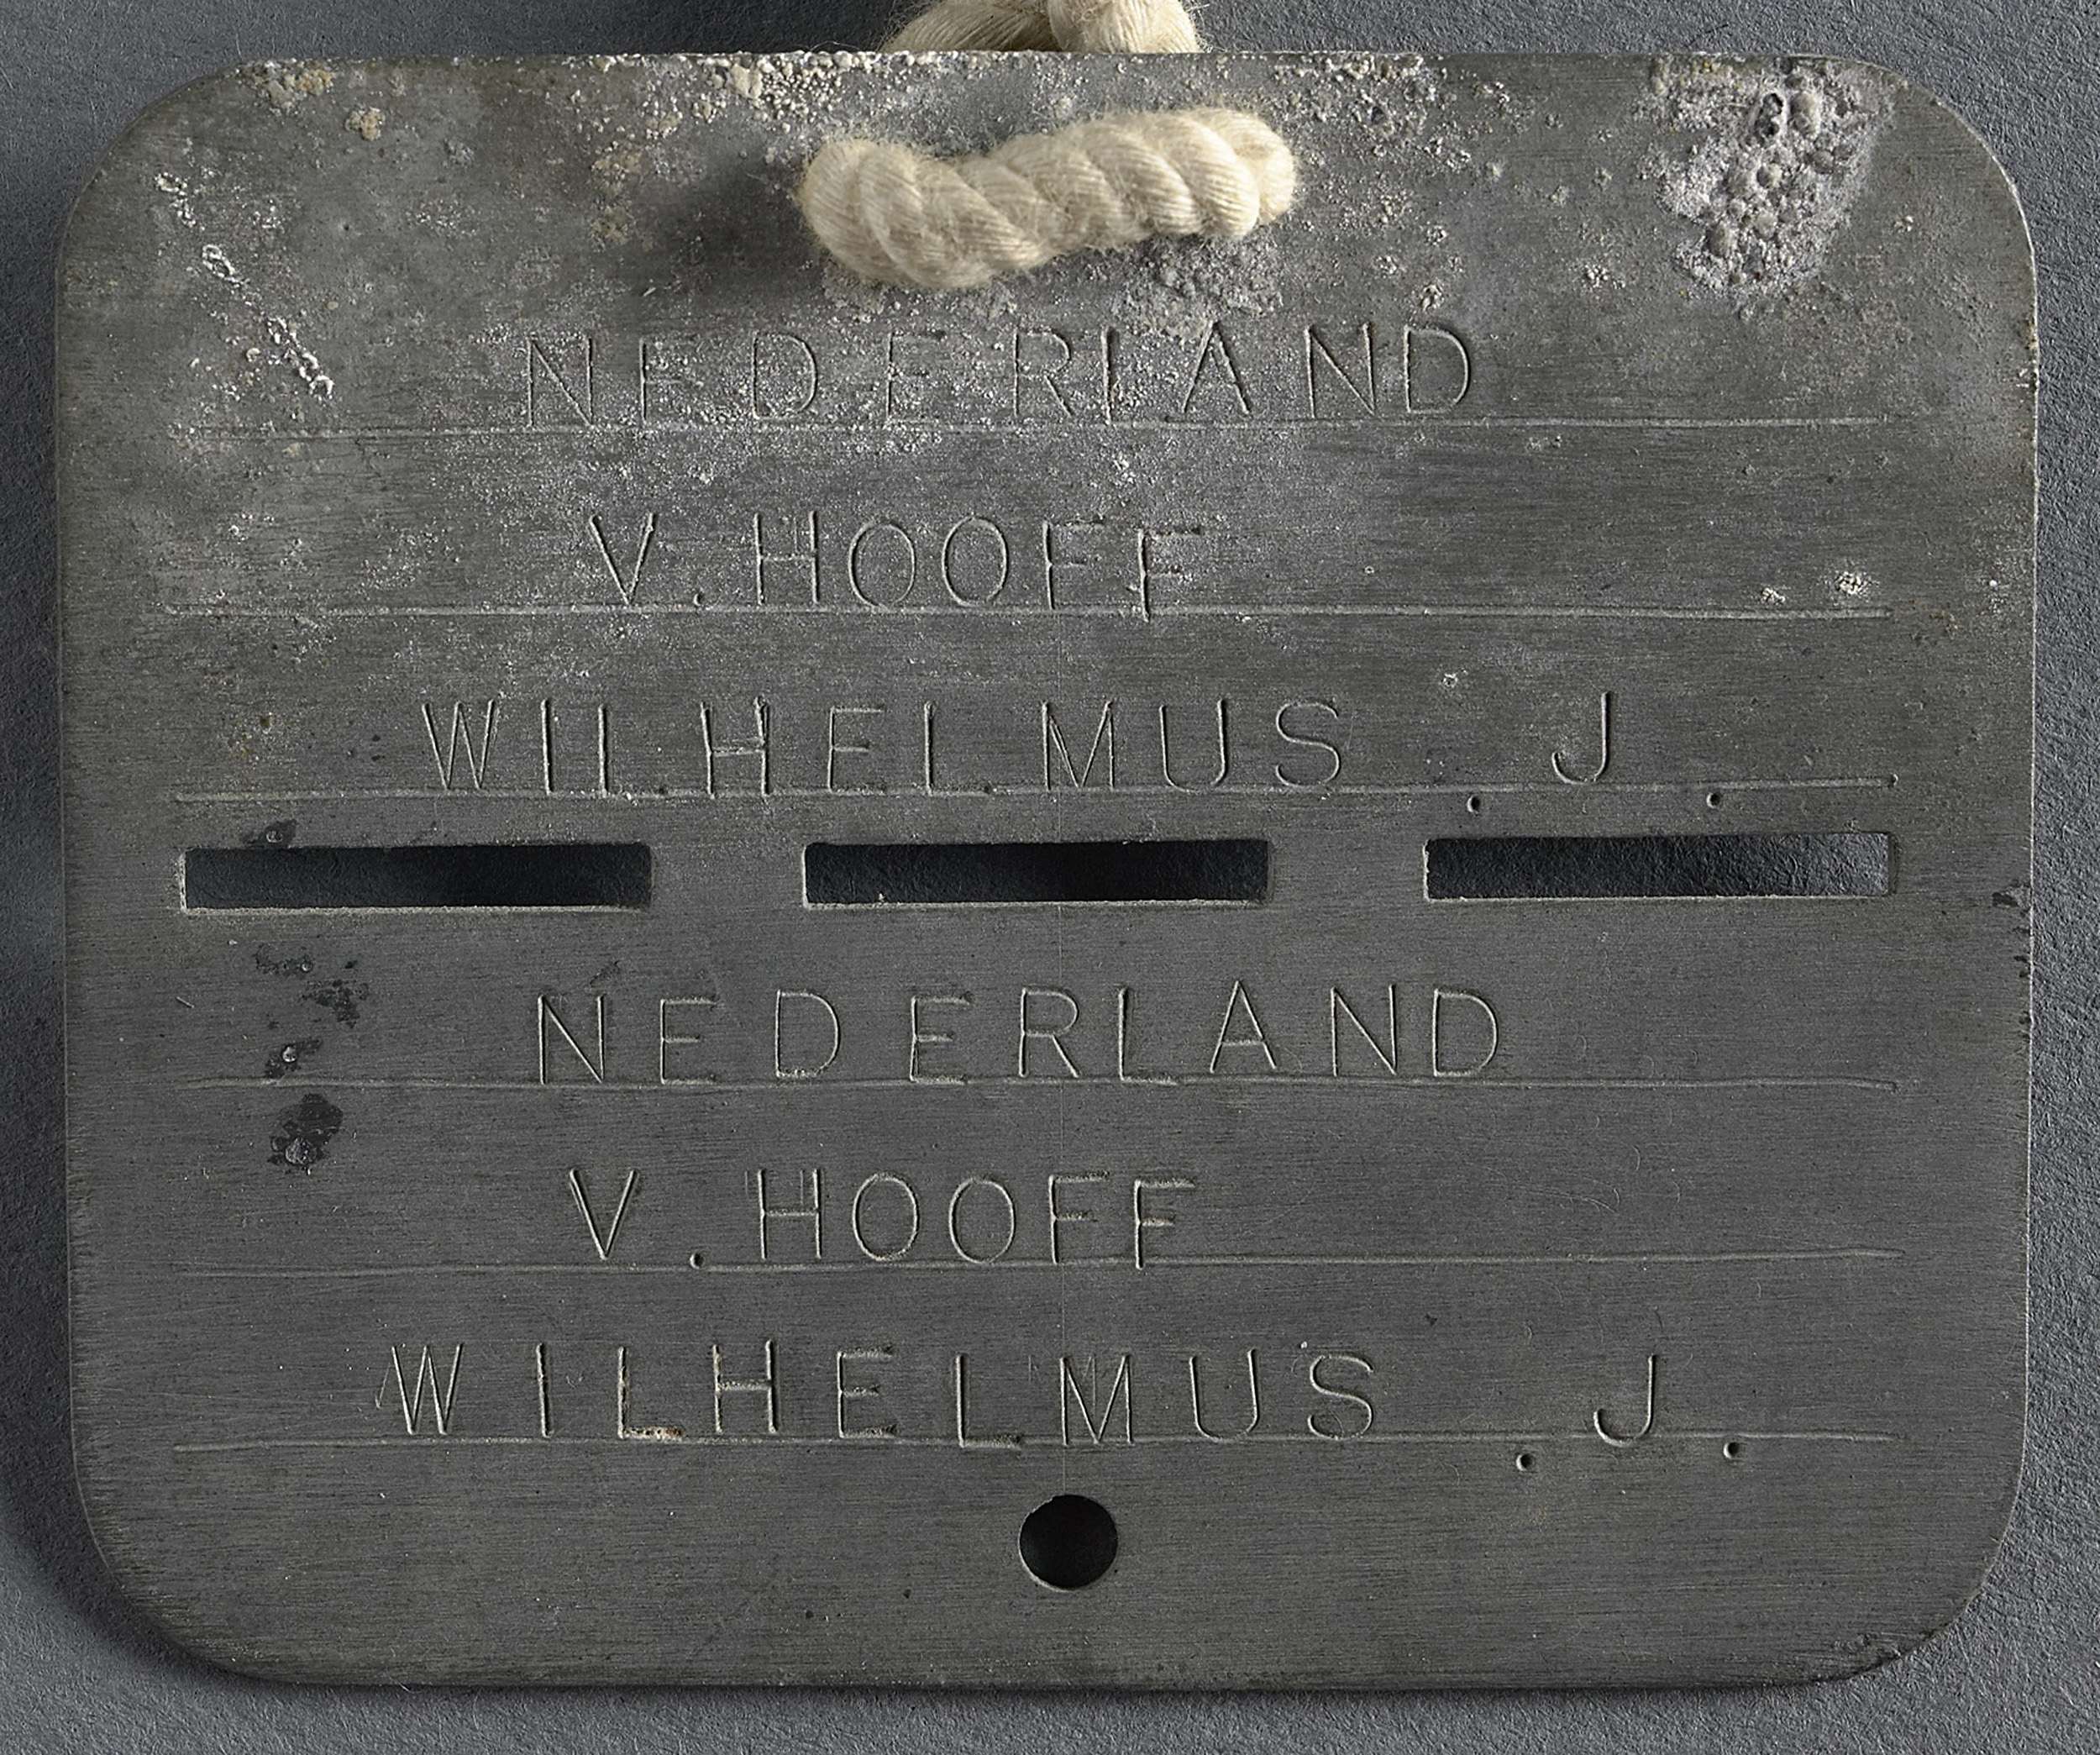 NEDERLAND
V.HOOFF
WILHELMUS .J.
NEDERLAND
V.HOOFF
WILHELMUS .J.